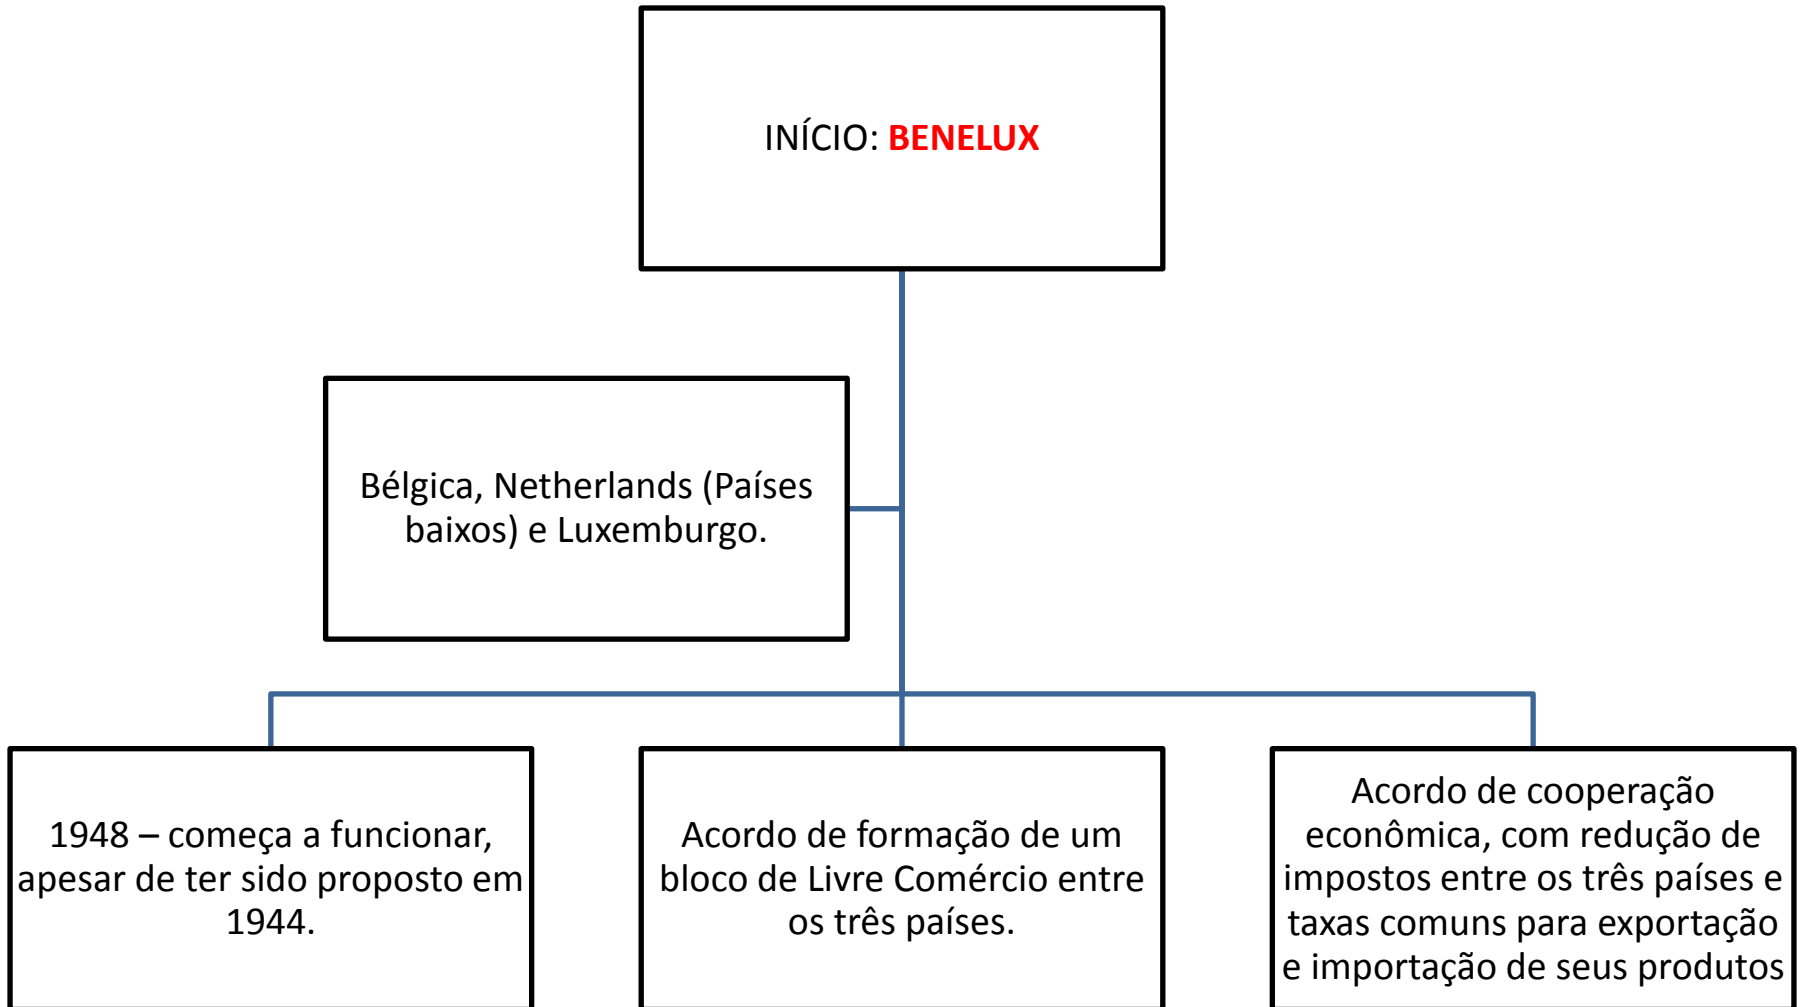 INÍCIO: BENELUX
Bélgica, Netherlands (Países
baixos) e Luxemburgo.
1948 – começa a funcionar,
apesar de ter sido proposto em
1944.
Acordo de formação de um
bloco de Livre Comércio entre
os três países.
Acordo de cooperação
econômica, com redução de
impostos entre os três países e
taxas comuns para exportação
e importação de seus produtos